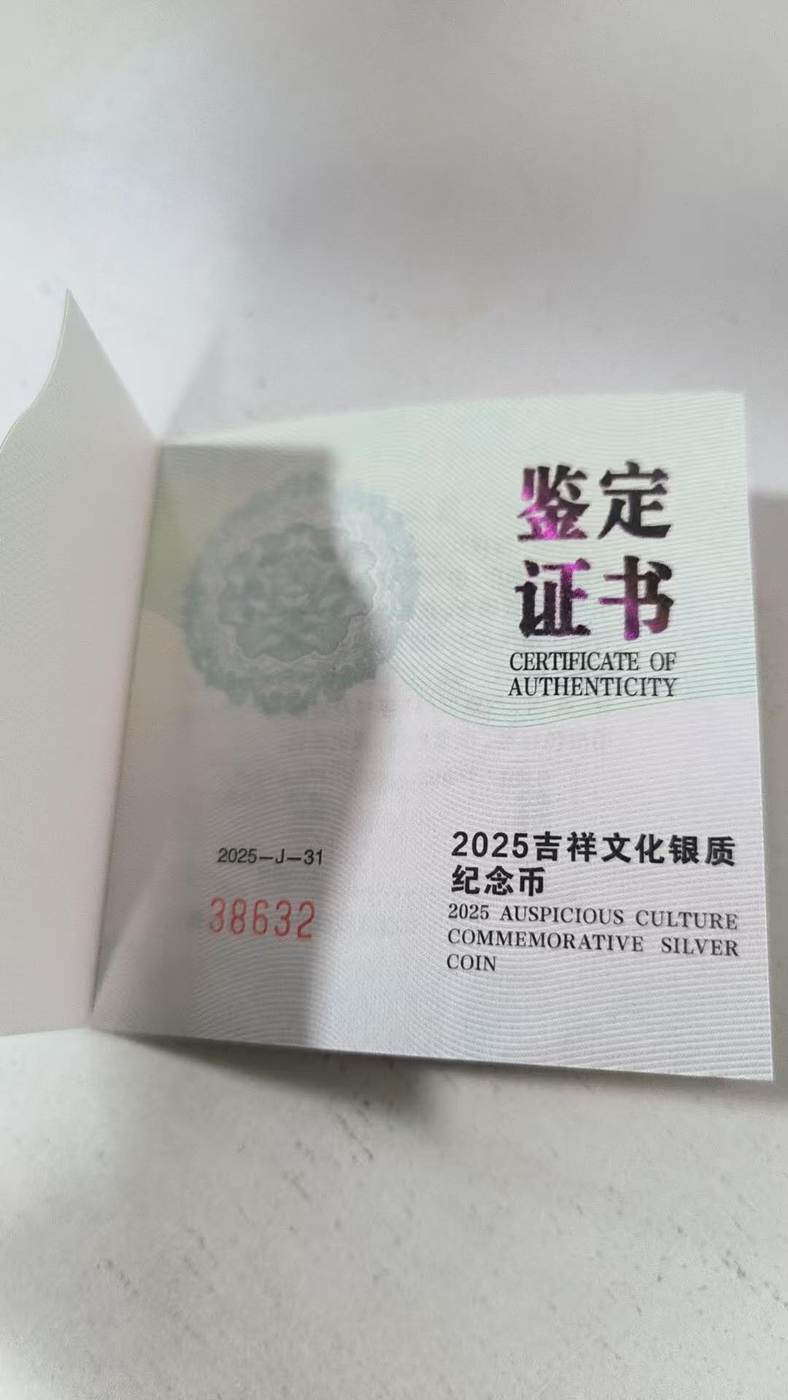 鉴定
证书
CERTIFICATE OF
AUTHENTICITY
2025-J-31
38632
2025吉祥文化银质
纪念币
2025 AUSPICIOUS CULTURE
COMMEMORATIVE SILVER
COIN